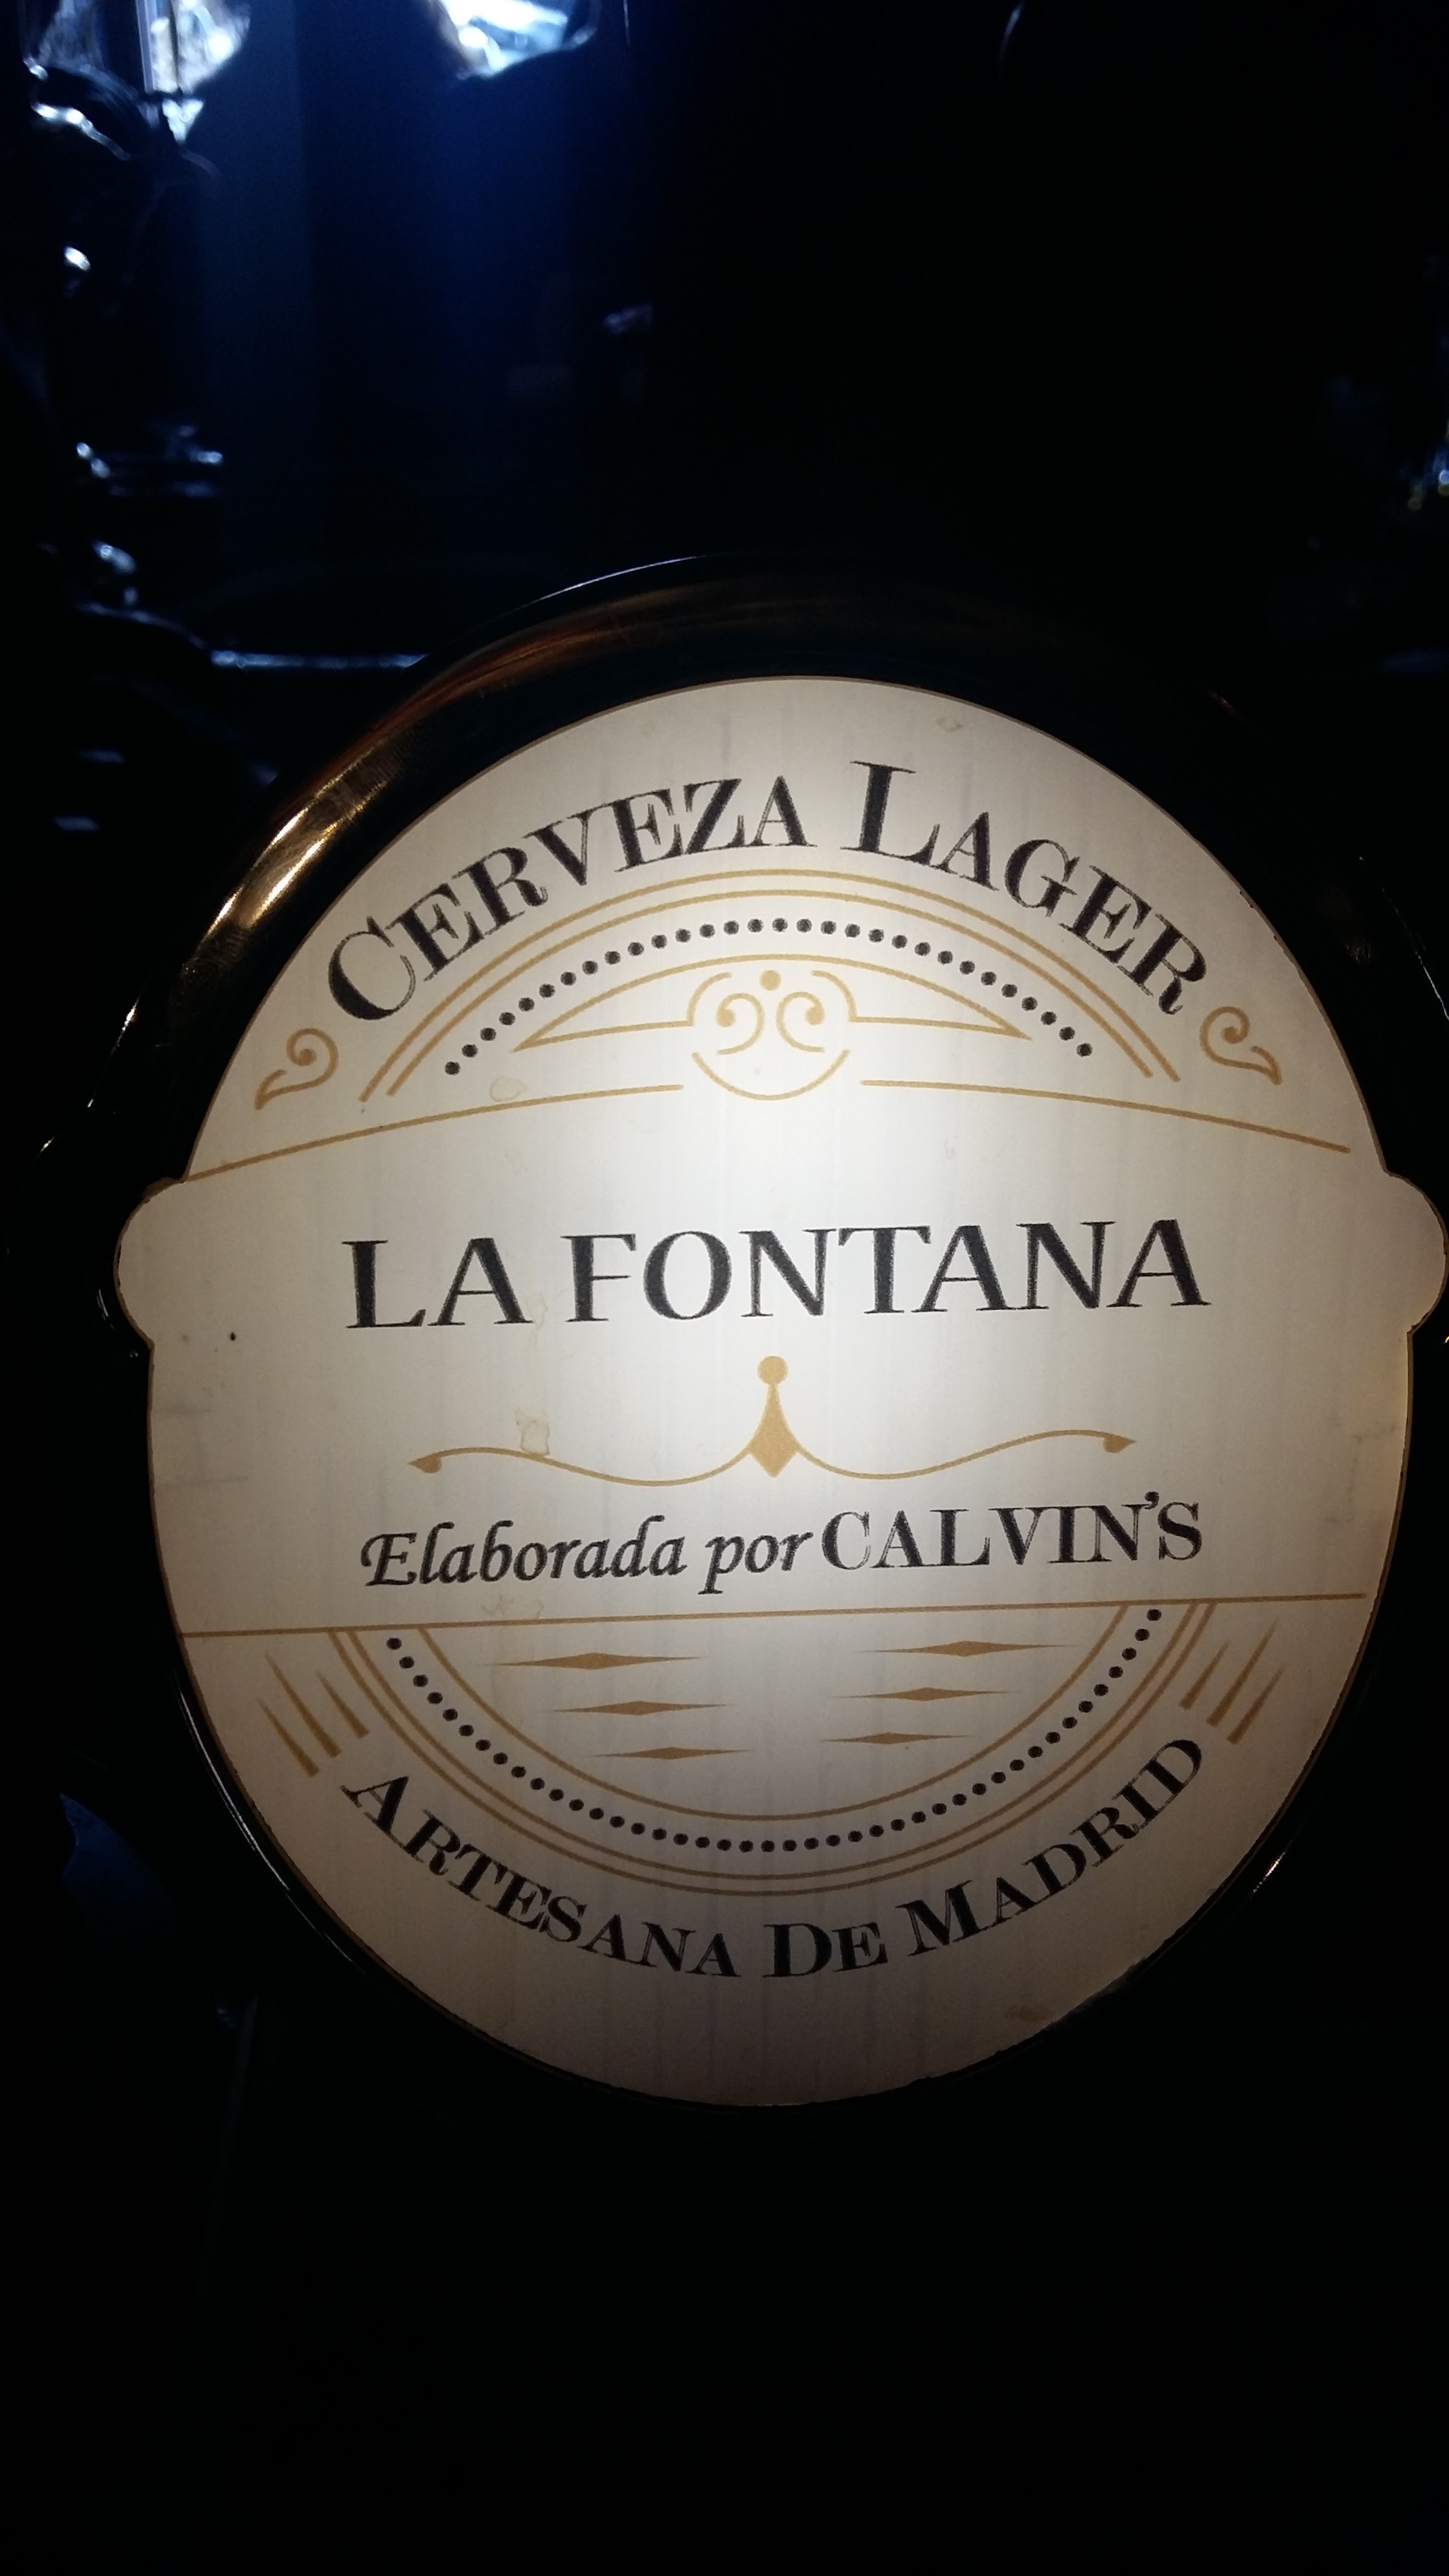 CERVEZA LAGER
LA FONTANA
Elaborada por CALVIN'S
ARTESANA DE MADRID